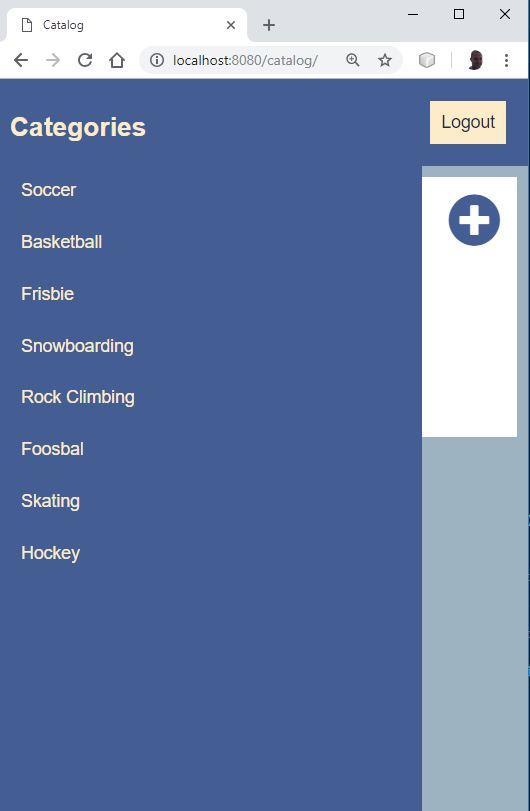 Catalog
localhost:8080/catalog/
Categories
Logout
Soccer
Basketball
Frisbie
Snowboarding
Rock Climbing
Foosbal
Skating
Hockey